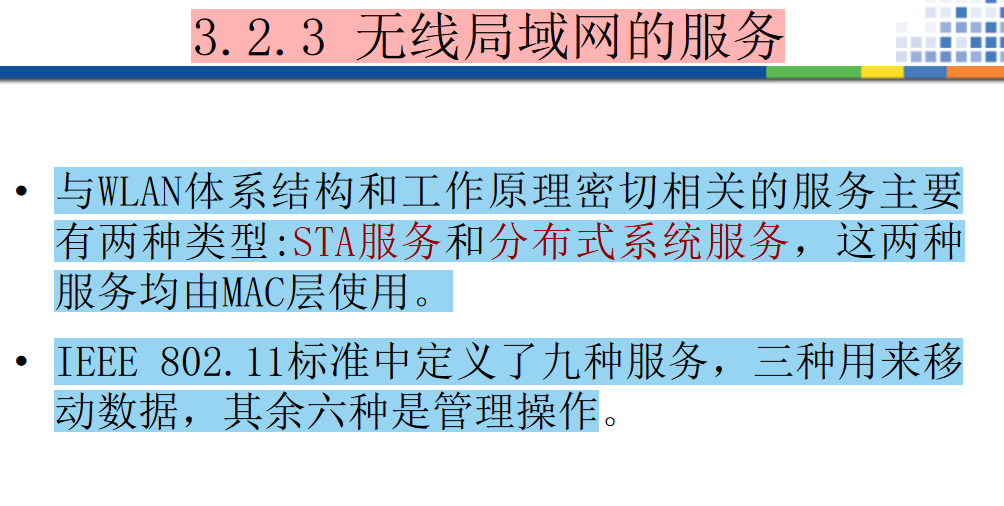 3.2.3 无线局域网的服务
• 与WLAN体系结构和工作原理密切相关的服务主要
有两种类型:STA服务和分布式系统服务，这两种
服务均由MAC层使用。
• IEEE 802.11标准中定义了九种服务，三种用来移
动数据，其余六种是管理操作。